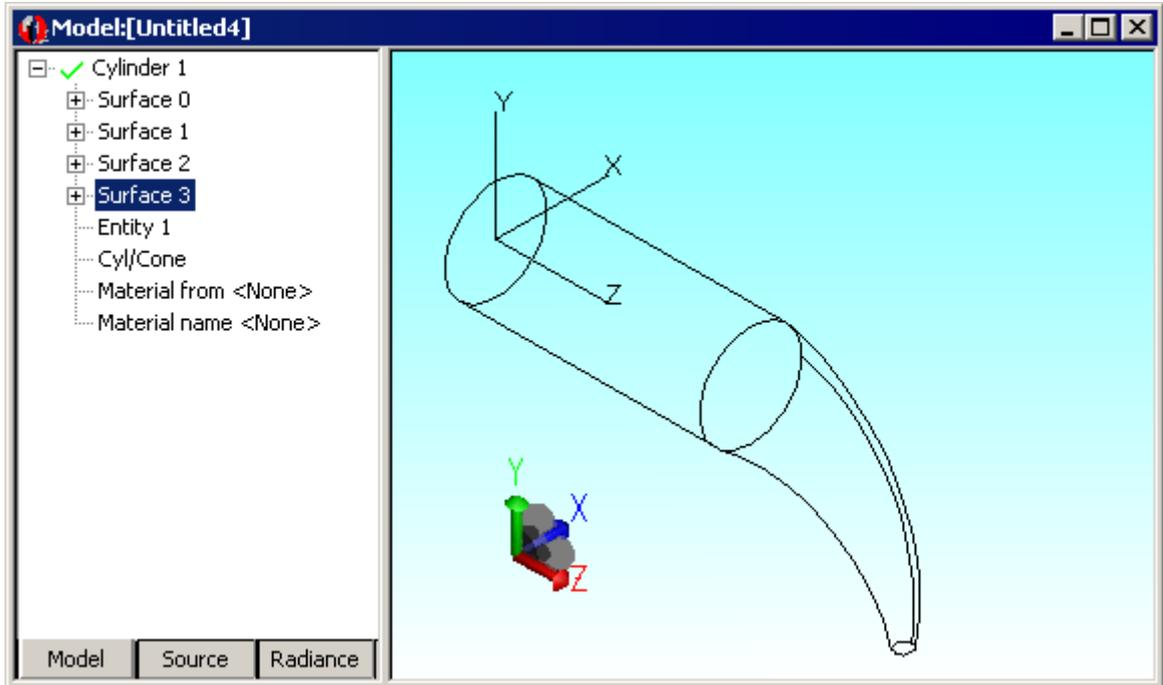 Model:[Untitled4]
Cylinder 1
Surface 0
Surface 1
Surface 2
Surface 3
Entity 1
Cyl/Cone
Material from <None>
Material name <None>
Model Source Radiance
Y
X
Z
Y
X
Z